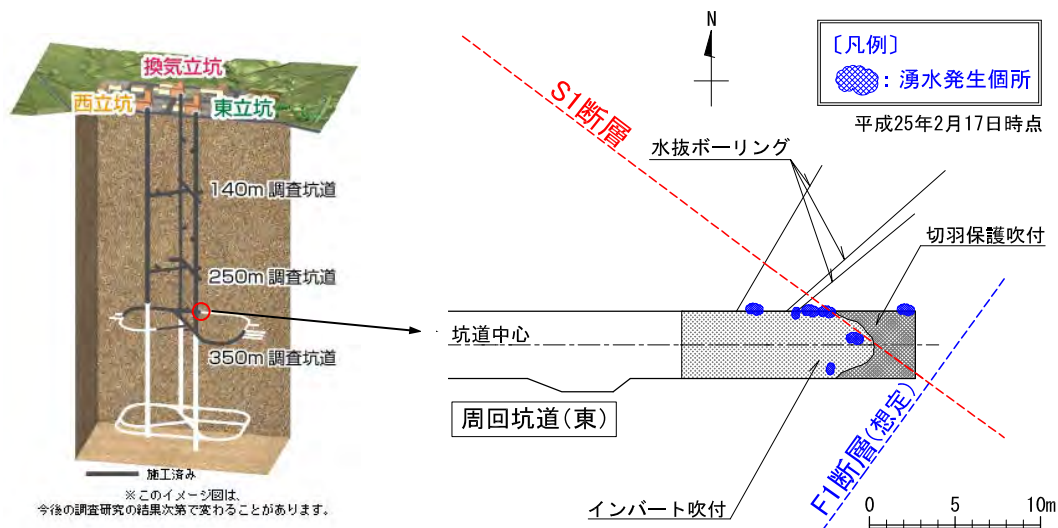 換気立坑
西立坑
東立坑
140m 調査坑道
250m 調査坑道
350m 調査坑道
施工済み
※このイメージ図は、
今後の調査研究の結果次第で変わることがあります。
N
〔凡例〕
：湧水発生個所
平成25年2月17日時点
S1断層
水抜ボーリング
切羽保護吹付
坑道中心
周回坑道(東)
F1断層(想定)
インバート吹付
0 5 10m